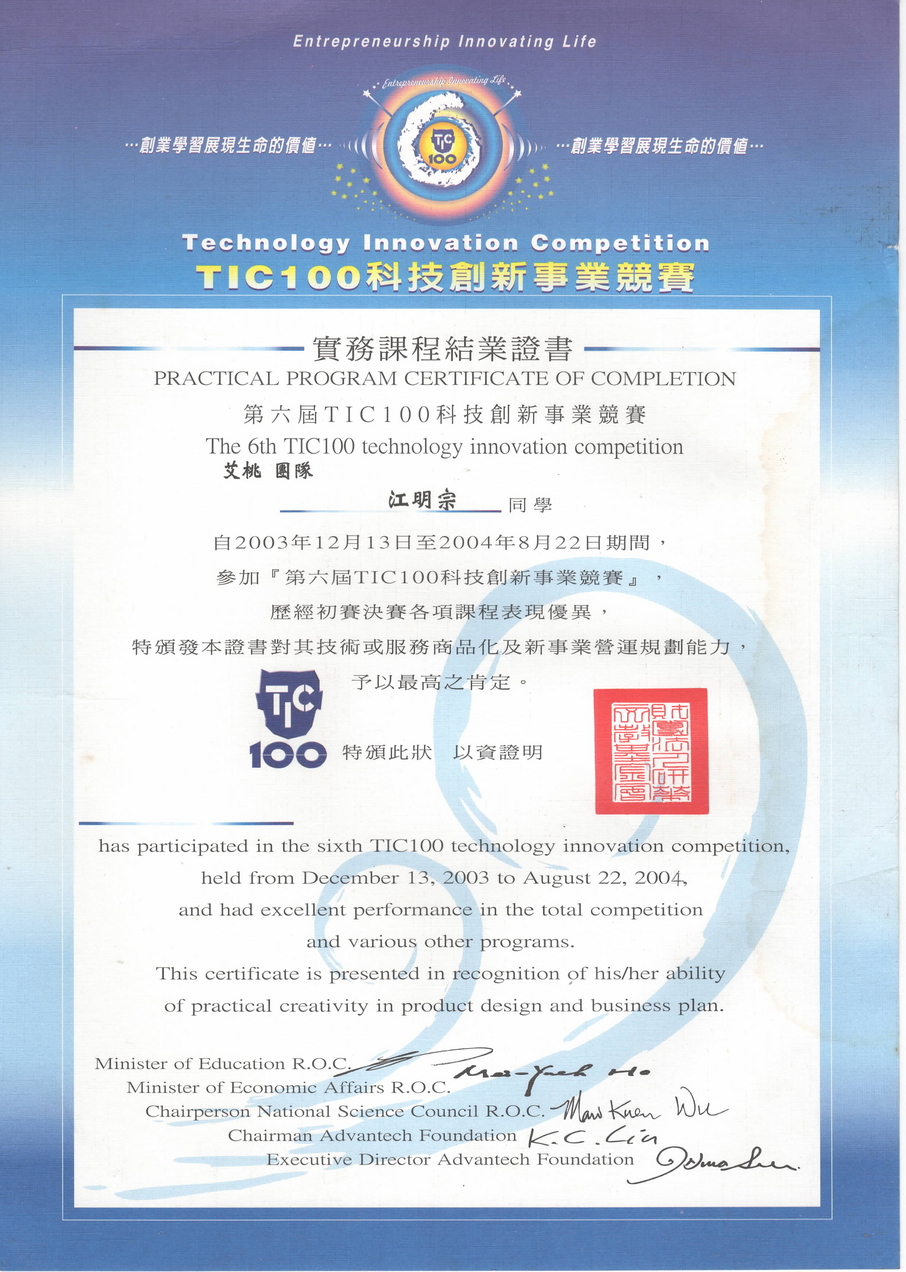 Entrepreneurship Innovating Life
Entrepreneurship Innovating Life
…創業學習展現生命的價值…
TIC
100
…創業學習展現生命的價值…
Technology Innovation Competition
TIC100科技創新事業競賽
實務課程結業證書
PRACTICAL PROGRAM CERTIFICATE OF COMPLETION
第六屆TIC100科技創新事業競賽
The 6th TIC100 technology innovation competition
艾桃 團隊
江明宗 同學
自2003年12月13日至2004年8月22日期間，
參加『第六屆TIC100科技創新事業競賽』，
歷經初賽決賽各項課程表現優異，
特頒發本證書對其技術或服務商品化及新事業營運規劃能力，
予以最高之肯定。
TIC
100
特頒此狀 以資證明
has participated in the sixth TIC100 technology innovation competition,
held from December 13, 2003 to August 22, 2004,
and had excellent performance in the total competition
and various other programs.
This certificate is presented in recognition of his/her ability
of practical creativity in product design and business plan.
Minister of Education R.O.C.
Minister of Economic Affairs R.O.C. Mei-Yueh Ho
Chairperson National Science Council R.O.C. Maw Kuen Wu
Chairman Advantech Foundation K.C. Liu
Executive Director Advantech Foundation